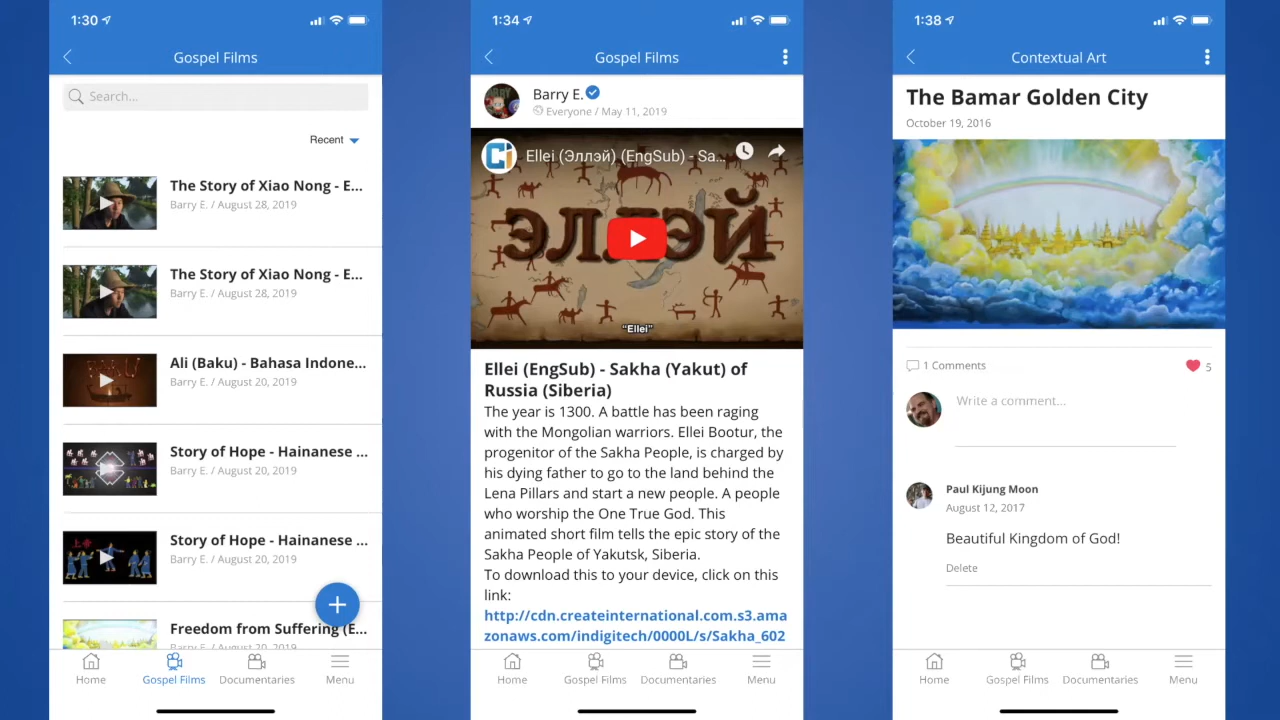 1:30
Gospel Films
Search...
Recent
The Story of Xiao Nong - E...
Barry E. / August 28, 2019
The Story of Xiao Nong - E...
Barry E. / August 28, 2019
Ali (Baku) - Bahasa Indone...
Barry E. / August 20, 2019
Story of Hope - Hainanese ...
Barry E. / August 20, 2019
Story of Hope - Hainanese ...
Barry E. / August 20, 2019
上帝
Freedom from Suffering (E...
Barry E. / August 20, 2019
Home
Gospel Films
Documentaries
Menu
1:34
Gospel Films
Barry E.
Everyone / May 11, 2019
Ellei (Эллэй) (EngSub) - Sa...
ЭЛЛЭЙ
“Ellei”
Ellei (EngSub) - Sakha (Yakut) of
Russia (Siberia)
The year is 1300. A battle has been raging
with the Mongolian warriors. Ellei Bootur, the
progenitor of the Sakha People, is charged by
his dying father to go to the land behind the
Lena Pillars and start a new people. A people
who worship the One True God. This
animated short film tells the epic story of the
Sakha People of Yakutsk, Siberia.
To download this to your device, click on this
link:
http://cdn.createinternational.com.s3.ama
zonaws.com/indigitech/0000L/s/Sakha_602
Home
Gospel Films
Documentaries
Menu
1:38
Contextual Art
The Bamar Golden City
October 19, 2016
1 Comments
5
Write a comment...
Paul Kijung Moon
August 12, 2017
Beautiful Kingdom of God!
Delete
Home
Gospel Films
Documentaries
Menu